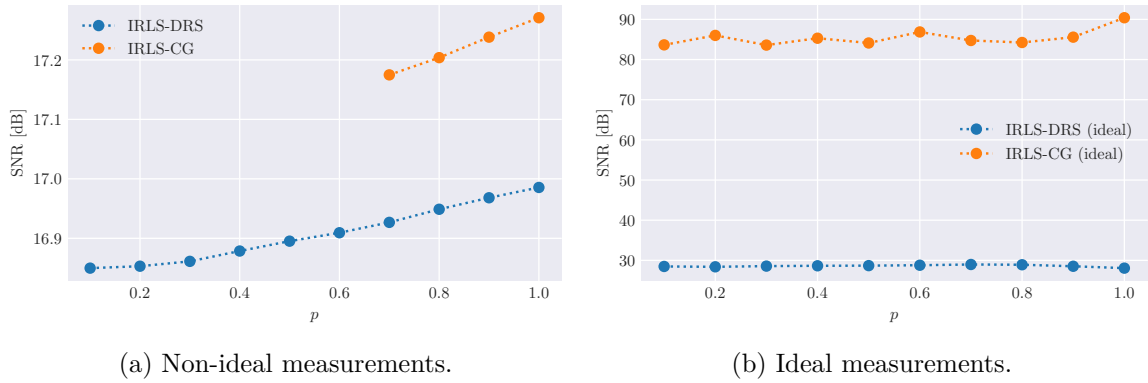 IRLS-DRS
IRLS-CG
SNR [dB]
17.2
17.1
17.0
16.9
0.2 0.4 0.6 0.8 1.0
p
(a) Non-ideal measurements.
90
80
70
60
50
40
30
SNR [dB]
IRLS-DRS (ideal)
IRLS-CG (ideal)
0.2 0.4 0.6 0.8 1.0
p
(b) Ideal measurements.